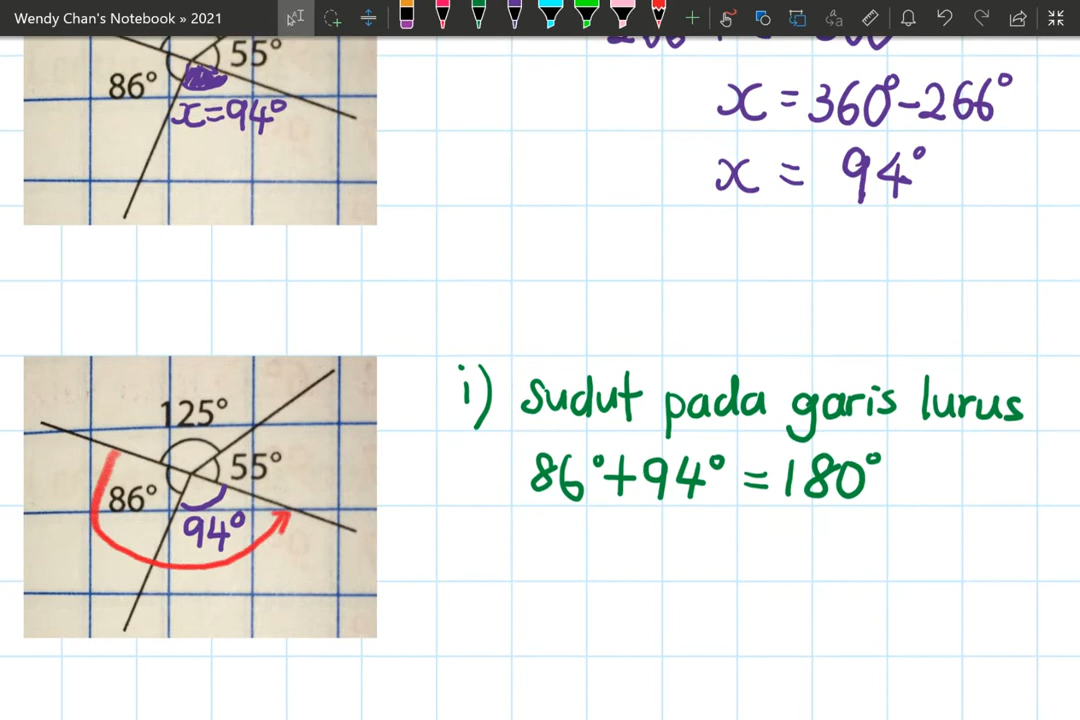 Wendy Chan's Notebook » 2021
55°
86°
x=94°
x = 360°-266°
x = 94°
125°
55°
86°
94°
i) sudut pada garis lurus
86°+94° = 180°